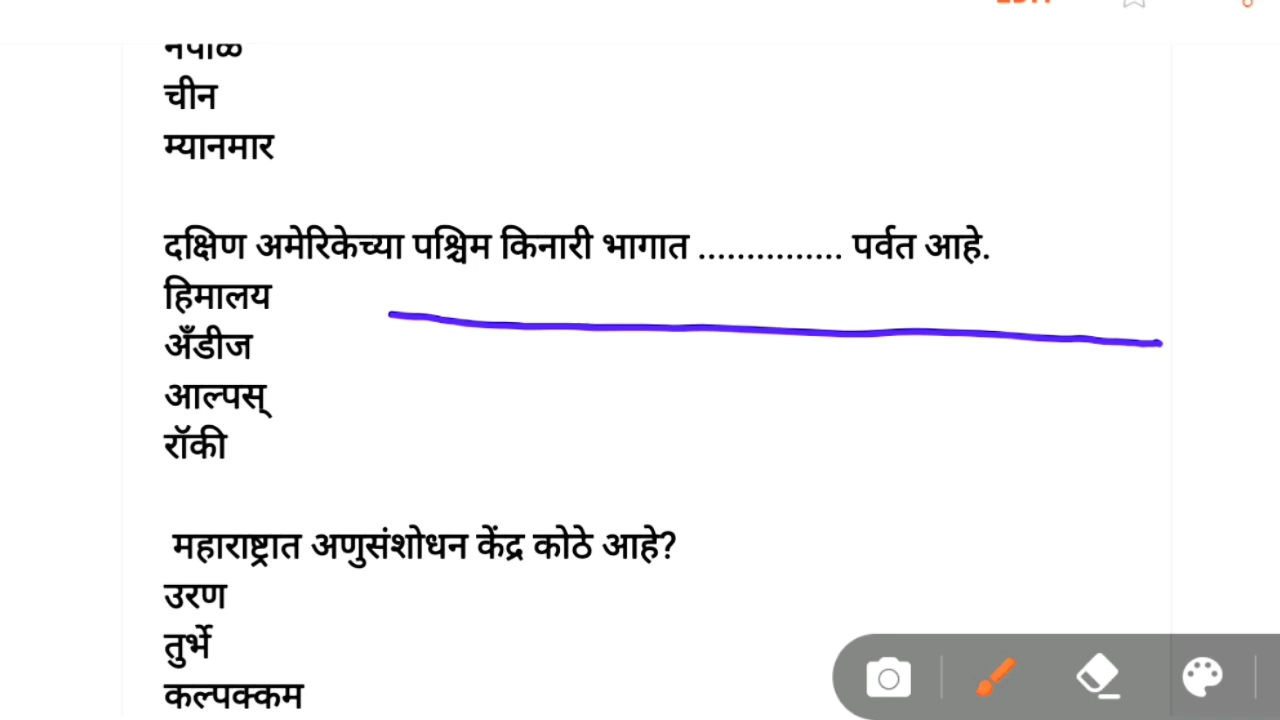 नेपाळ
चीन
म्यानमार
दक्षिण अमेरिकेच्या पश्चिम किनारी भागात ............... पर्वत आहे.
हिमालय
अँडीज
आल्पस्
रॉकी
महाराष्ट्रात अणुसंशोधन केंद्र कोठे आहे?
उरण
तुर्भे
कल्पक्कम